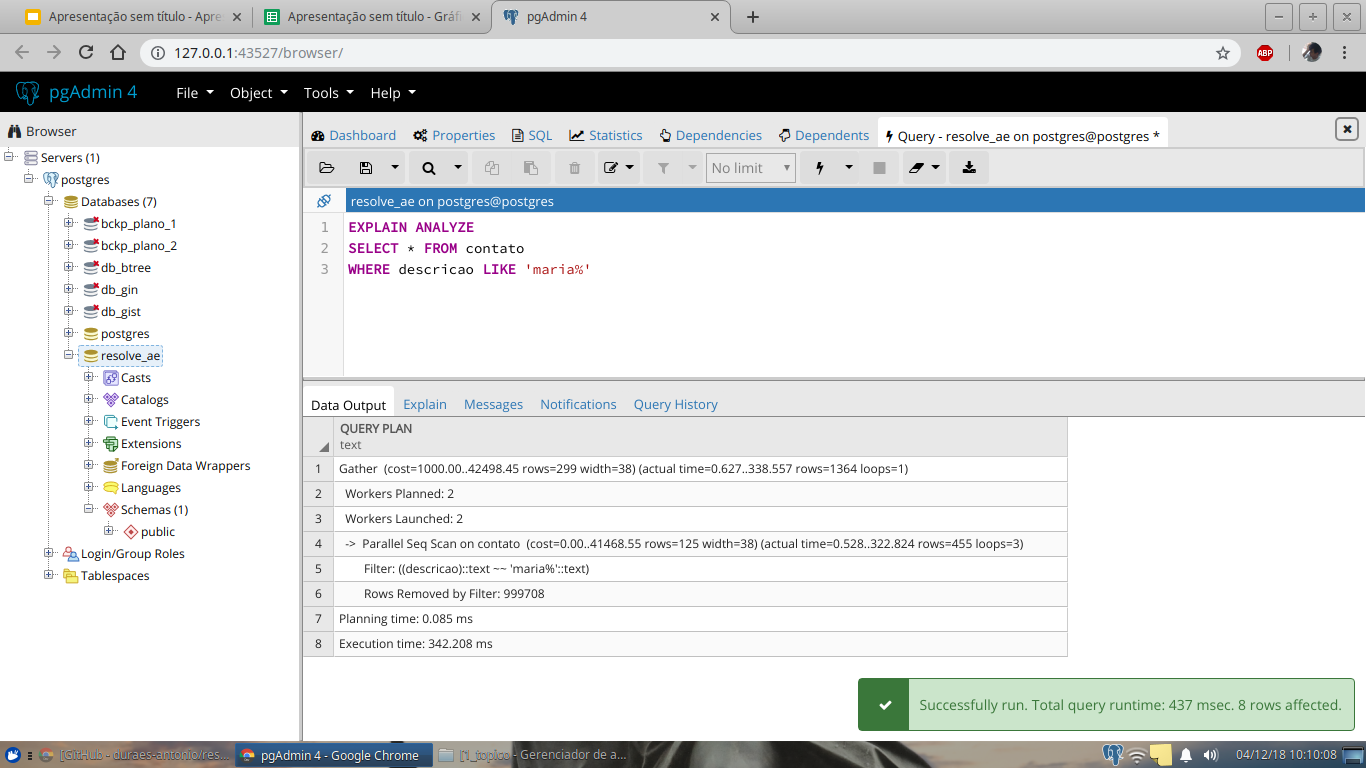 Apresentação sem título - Apre
Apresentação sem título - Gráfi
pgAdmin 4
127.0.0.1:43527/browser/
ABP
pgAdmin 4
File
Object
Tools
Help
Browser
Servers (1)
postgres
Databases (7)
bckp_plano_1
bckp_plano_2
db_btree
db_gin
db_gist
postgres
resolve_ae
Casts
Catalogs
Event Triggers
Extensions
Foreign Data Wrappers
Languages
Schemas (1)
public
Login/Group Roles
Tablespaces
Dashboard
Properties
SQL
Statistics
Dependencies
Dependents
Query - resolve_ae on postgres@postgres *
No limit
resolve_ae on postgres@postgres
1 EXPLAIN ANALYZE
2 SELECT * FROM contato
3 WHERE descricao LIKE 'maria%'
Data Output
Explain
Messages
Notifications
Query History
QUERY PLAN
text
1 Gather (cost=1000.00..42498.45 rows=299 width=38) (actual time=0.627..338.557 rows=1364 loops=1)
2 Workers Planned: 2
3 Workers Launched: 2
4 -> Parallel Seq Scan on contato (cost=0.00..41468.55 rows=125 width=38) (actual time=0.528..322.824 rows=455 loops=3)
5 Filter: ((descricao)::text ~~ 'maria%'::text)
6 Rows Removed by Filter: 999708
7 Planning time: 0.085 ms
8 Execution time: 342.208 ms
Successfully run. Total query runtime: 437 msec. 8 rows affected.
[GitHub - duraes-antonio/res...
pgAdmin 4 - Google Chrome
[1_topico - Gerenciador de a...
04/12/18 10:10:08